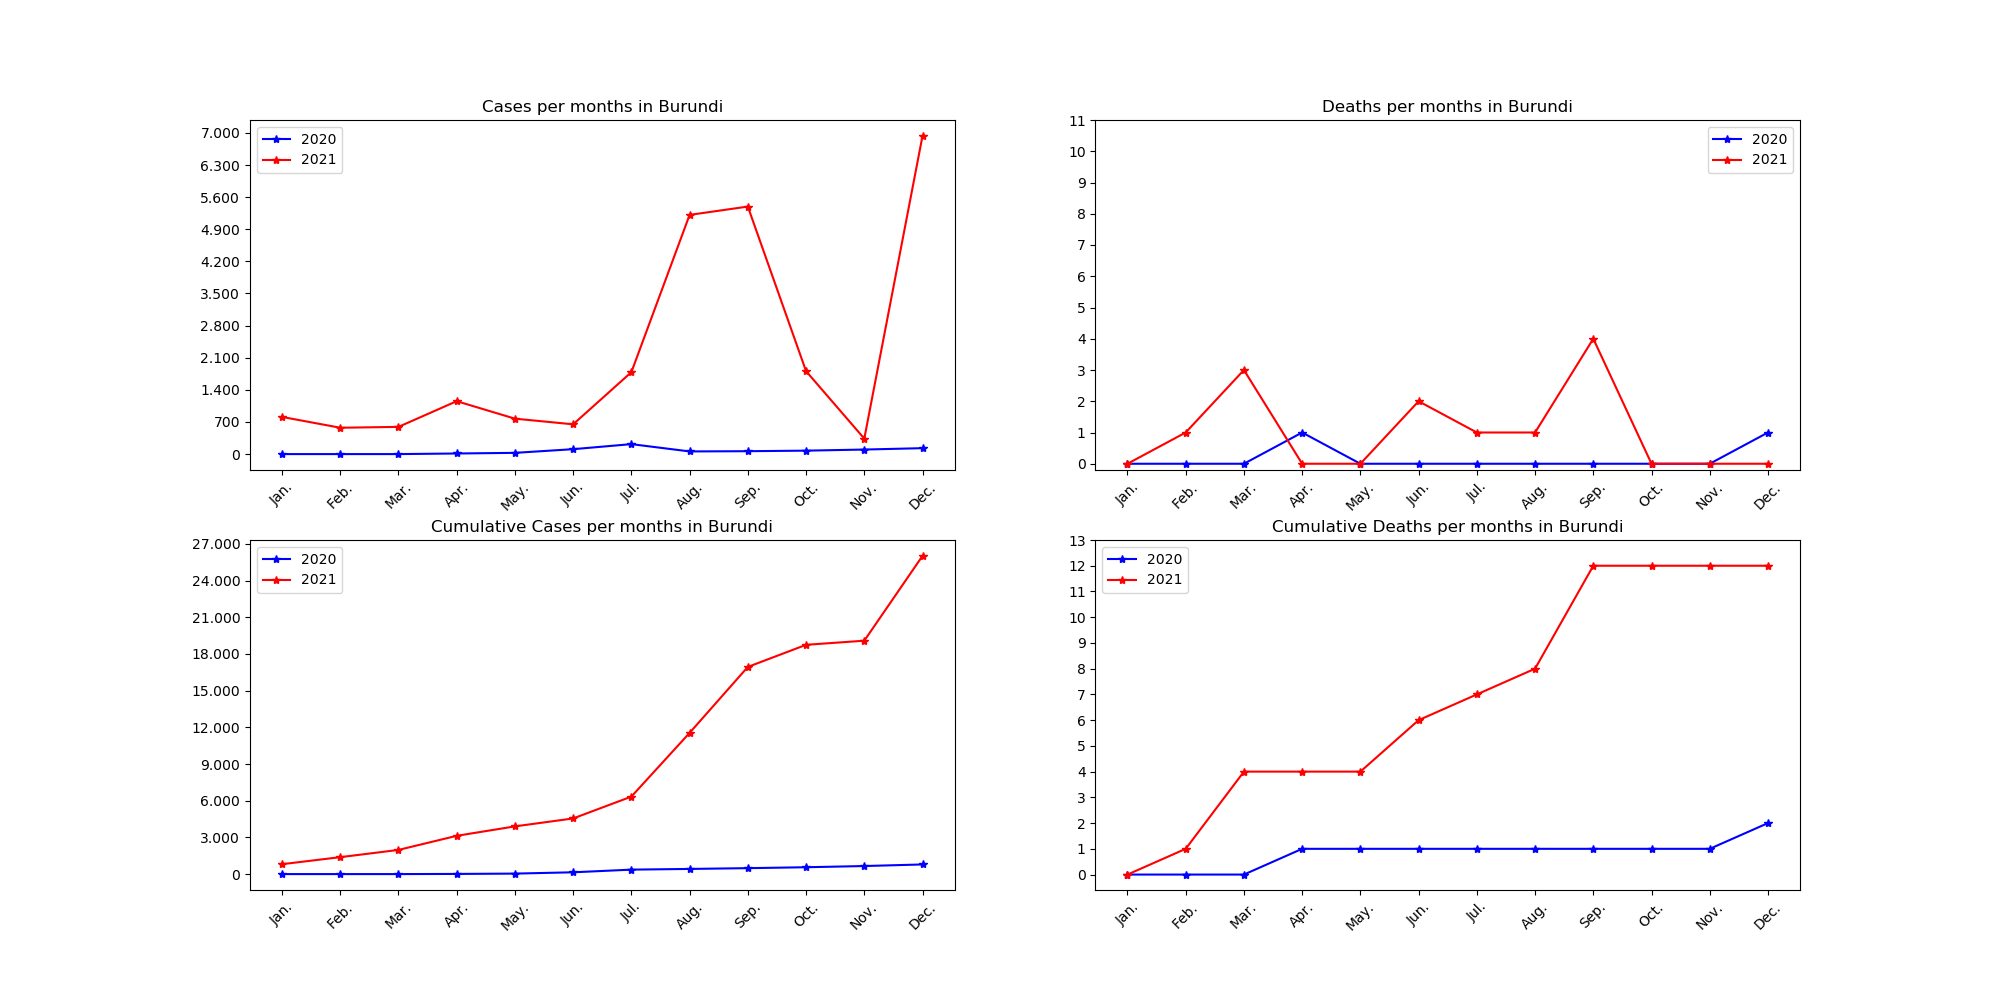 Cases per months in Burundi
7.000
6.300
5.600
4.900
4.200
3.500
2.800
2.100
1.400
700
0
2020
2021
Jan.
Feb.
Mar.
Apr.
May.
Jun.
Jul.
Aug.
Sep.
Oct.
Nov.
Dec.
Deaths per months in Burundi
11
10
9
8
7
6
5
4
3
2
1
0
2020
2021
Jan.
Feb.
Mar.
Apr.
May.
Jun.
Jul.
Aug.
Sep.
Oct.
Nov.
Dec.
Cumulative Cases per months in Burundi
27.000
24.000
21.000
18.000
15.000
12.000
9.000
6.000
3.000
0
2020
2021
Jan.
Feb.
Mar.
Apr.
May.
Jun.
Jul.
Aug.
Sep.
Oct.
Nov.
Dec.
Cumulative Deaths per months in Burundi
13
12
11
10
9
8
7
6
5
4
3
2
1
0
2020
2021
Jan.
Feb.
Mar.
Apr.
May.
Jun.
Jul.
Aug.
Sep.
Oct.
Nov.
Dec.